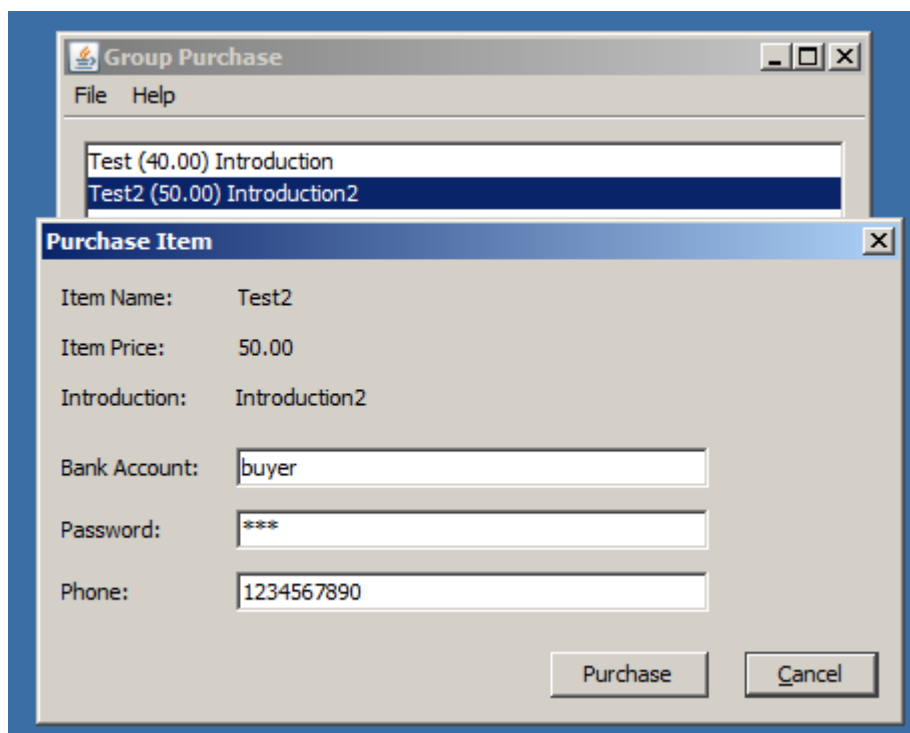 Group Purchase
File Help
Test (40.00) Introduction
Test2 (50.00) Introduction2
Purchase Item
Item Name: Test2
Item Price: 50.00
Introduction: Introduction2
Bank Account: buyer
Password: ***
Phone: 1234567890
Purchase Cancel